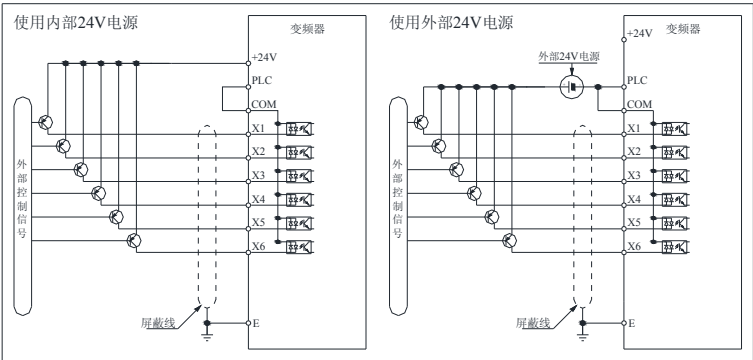 使用内部24V电源
变频器
+24V
PLC
COM
X1
X2
X3
X4
X5
X6
E
外部控制信号
屏蔽线
使用外部24V电源
变频器
+24V
外部24V电源
PLC
COM
X1
X2
X3
X4
X5
X6
E
外部控制信号
屏蔽线